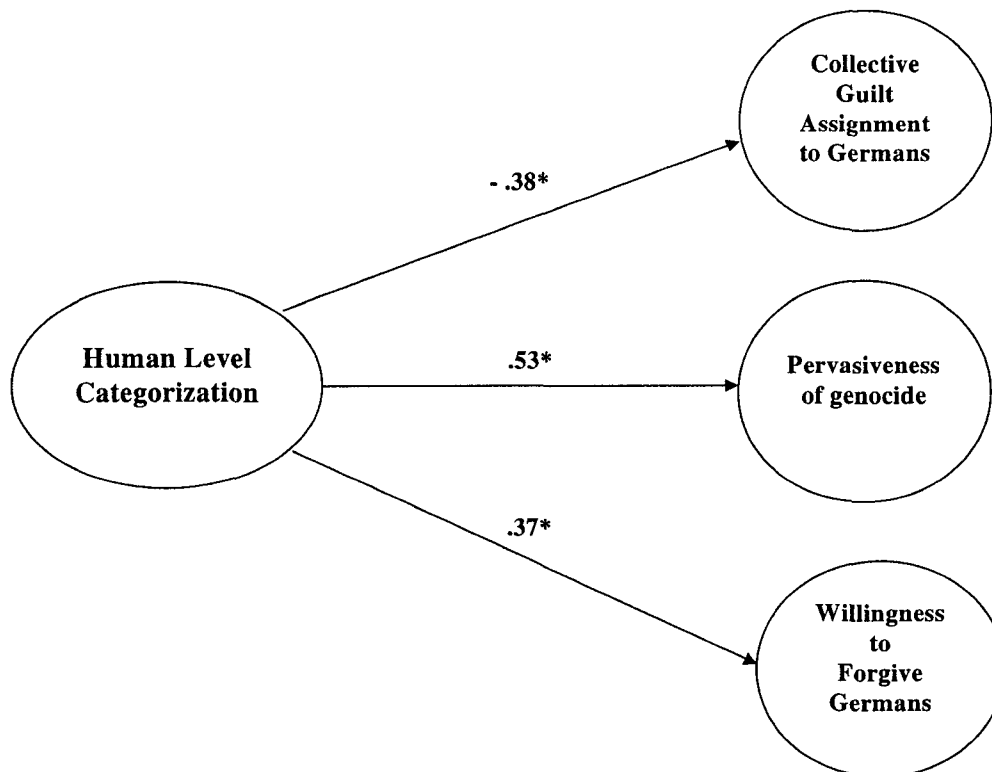 Collective
Guilt
Assignment
to Germans
- .38*
Human Level
Categorization
.53*
Pervasiveness
of genocide
.37*
Willingness
to
Forgive
Germans